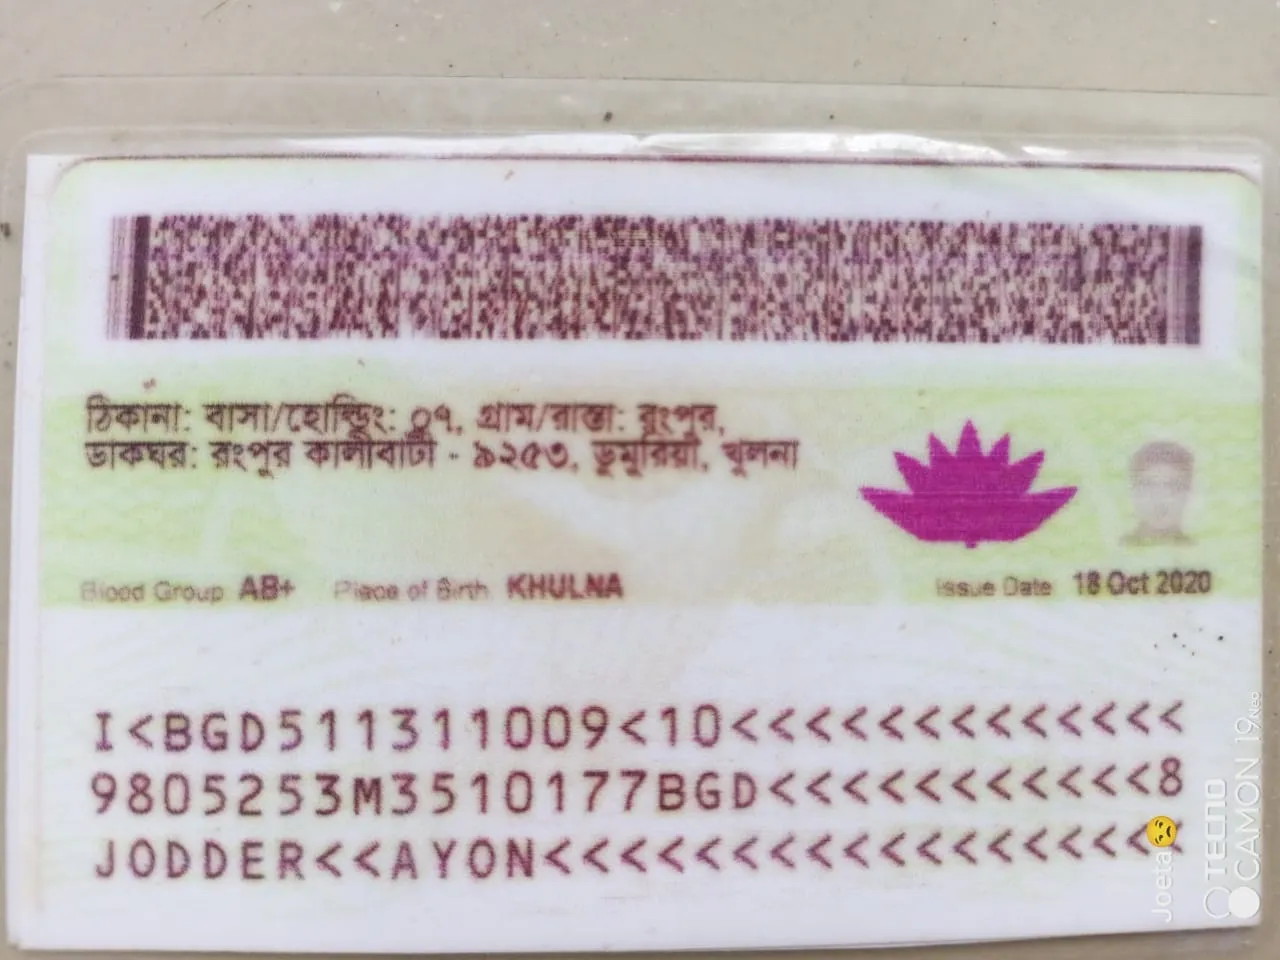 ঠিকানা: বাসা/হোল্ডিং: ০৭, গ্রাম/রাস্তা: রংপুর,
ডাকঘর: রংপুর কালীবাটী - ৯২৫৩, ডুমুরিয়া, খুলনা
Blood Group AB+ Place of Birth KHULNA Issue Date 18 Oct 2020
I<BGD511311009<10<<<<<<<<<<<<<
9805253M3510177BGD<<<<<<<<<<<8
JODDER<<AYON<<<<<<<<<<<<<<<<<<
Joeta
TECNO
CAMON 19 Neo